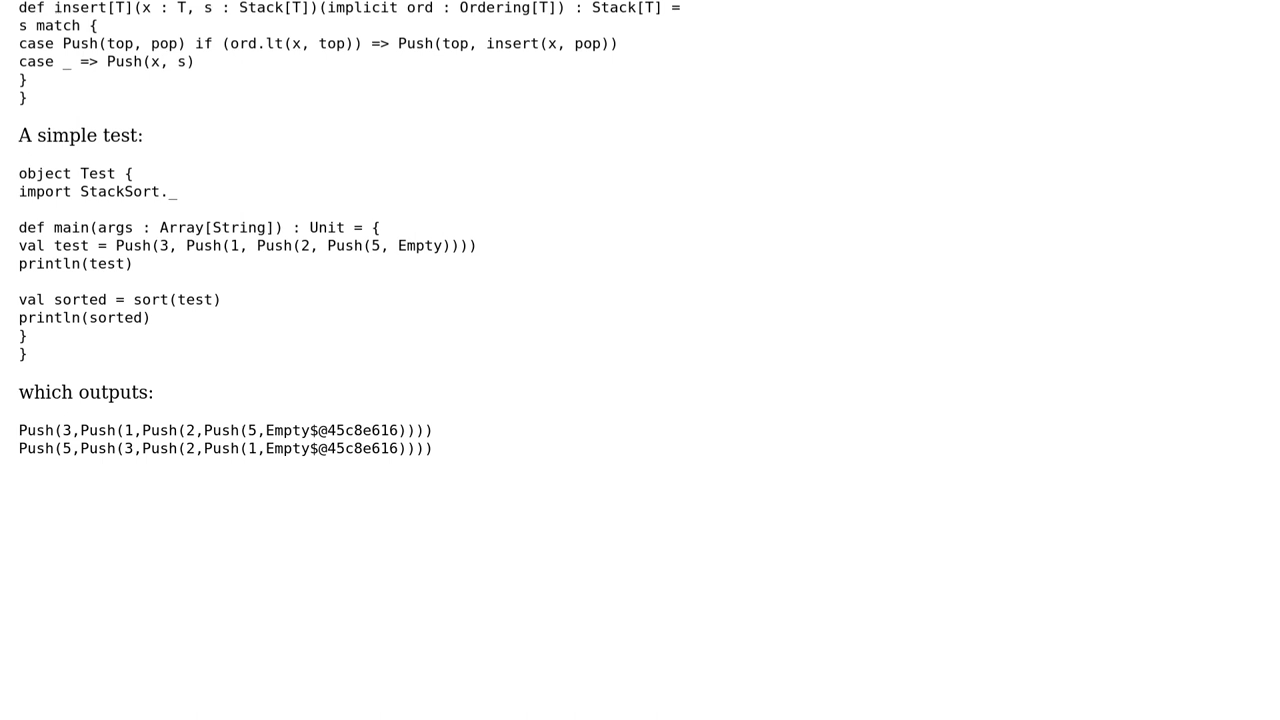 def insert[T](x : T, s : Stack[T])(implicit ord : Ordering[T]) : Stack[T] =
s match {
case Push(top, pop) if (ord.lt(x, top)) => Push(top, insert(x, pop))
case _ => Push(x, s)
}
}
A simple test:
object Test {
import StackSort._
def main(args : Array[String]) : Unit = {
val test = Push(3, Push(1, Push(2, Push(5, Empty))))
println(test)
val sorted = sort(test)
println(sorted)
}
}
which outputs:
Push(3,Push(1,Push(2,Push(5,Empty$@45c8e616))))
Push(5,Push(3,Push(2,Push(1,Empty$@45c8e616))))